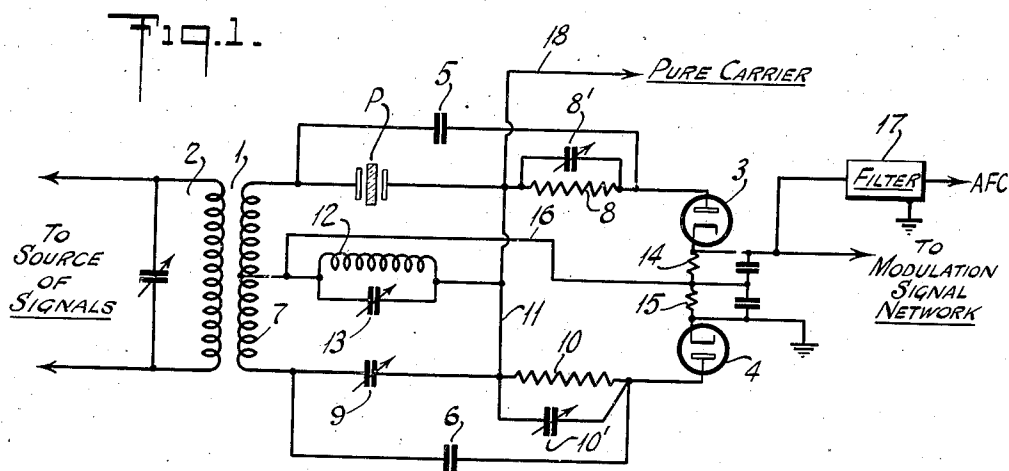 Fig.1.
18
PURE CARRIER
5
P
8'
17
2
1
3
FILTER
AFC
8
12
16
TO
SOURCE
OF
SIGNALS
14
TO
MODULATION
SIGNAL
NETWORK
15
7
13
11
10
4
9
10'
6